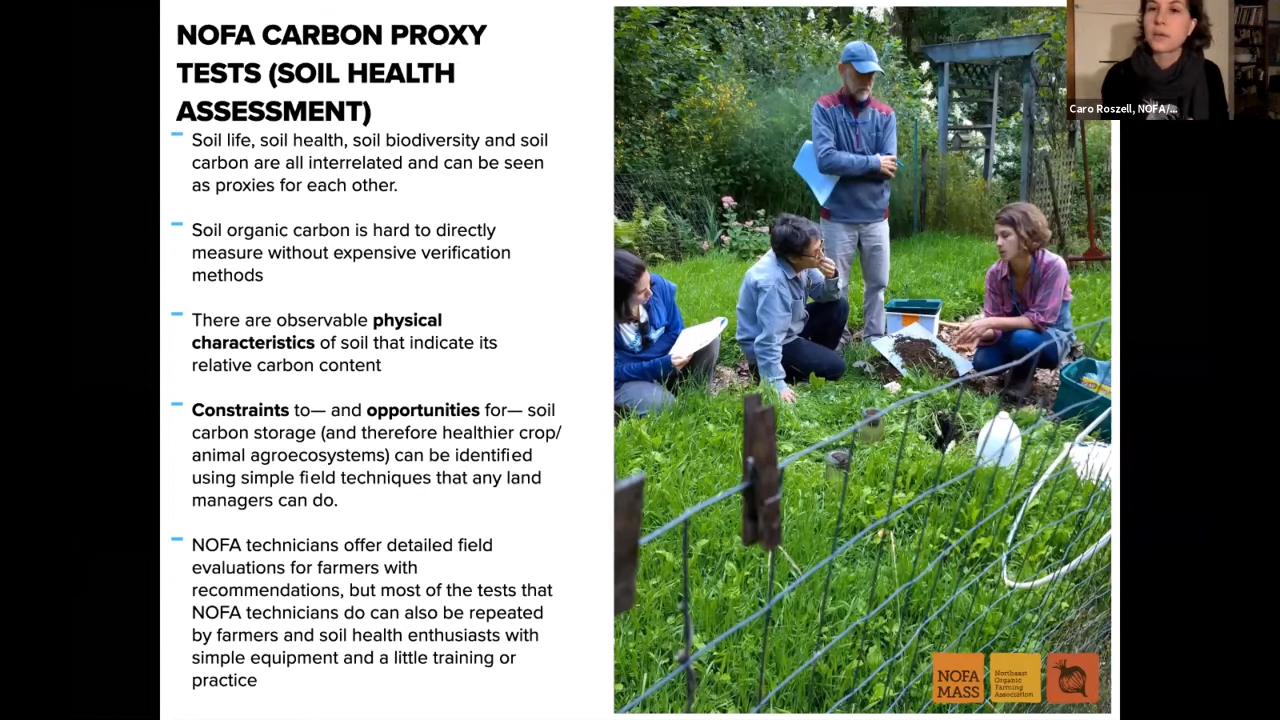 NOFA CARBON PROXY
TESTS (SOIL HEALTH
ASSESSMENT)
Soil life, soil health, soil biodiversity and soil
carbon are all interrelated and can be seen
as proxies for each other.
Soil organic carbon is hard to directly
measure without expensive verification
methods
There are observable physical
characteristics of soil that indicate its
relative carbon content
Constraints to— and opportunities for— soil
carbon storage (and therefore healthier crop/
animal agroecosystems) can be identified
using simple field techniques that any land
managers can do.
NOFA technicians offer detailed field
evaluations for farmers with
recommendations, but most of the tests that
NOFA technicians do can also be repeated
by farmers and soil health enthusiasts with
simple equipment and a little training or
practice
Caro Roszell, NOFA/...
NOFA
MASS
Northeast
Organic
Farming
Association